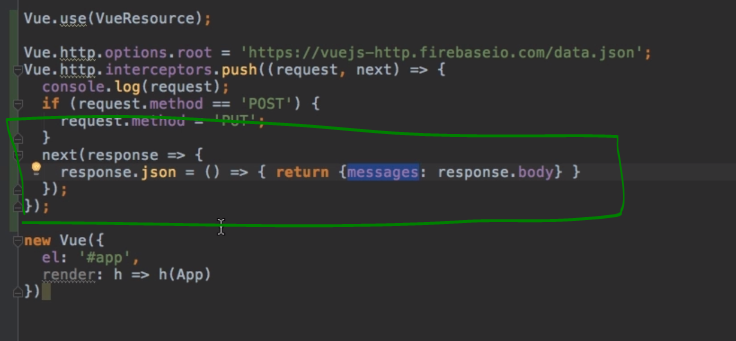 Vue.use(VueResource);
Vue.http.options.root = 'https://vuejs-http.firebaseio.com/data.json';
Vue.http.interceptors.push((request, next) => {
console.log(request);
if (request.method == 'POST') {
request.method = 'PUT';
}
next(response => {
response.json = () => { return {messages: response.body} }
});
});
new Vue({
el: '#app',
render: h => h(App)
})